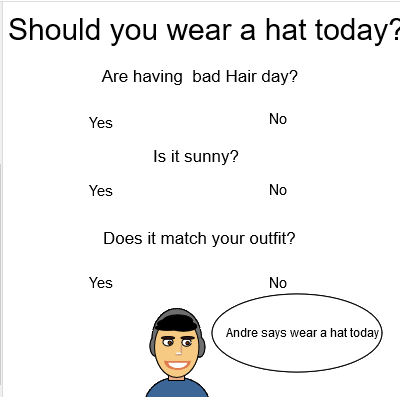 Should you wear a hat today?
Are having bad Hair day?
Yes No
Is it sunny?
Yes No
Does it match your outfit?
Yes No
Andre says wear a hat today